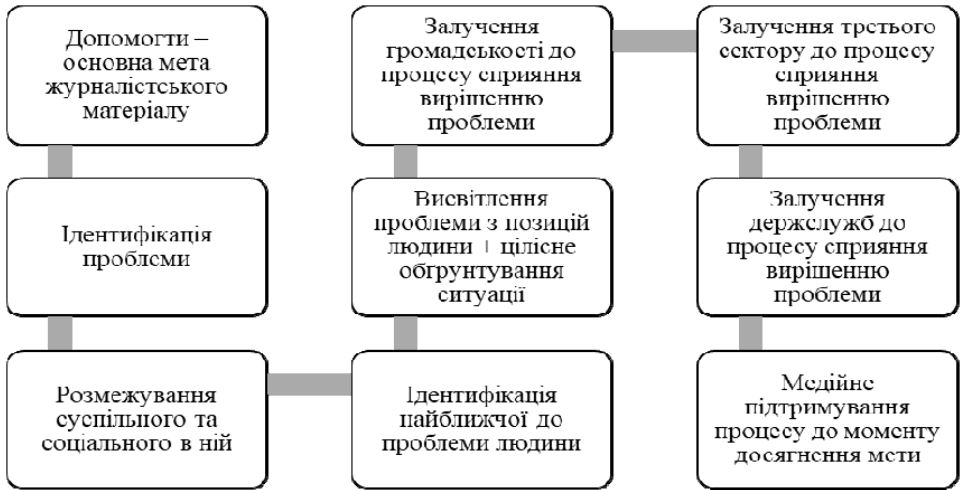 Допомогти –
основна мета
журналістського
матеріалу
Ідентифікація
проблеми
Розмежування
суспільного та
соціального в ній
Ідентифікація
найближчої до
проблеми людини
Висвітлення
проблеми з позицій
людини + цілісне
обґрунтування
ситуації
Залучення
громадськості до
процесу сприяння
вирішенню
проблеми
Залучення третього
сектору до процесу
сприяння
вирішенню
проблеми
Залучення
держслужб до
процесу сприяння
вирішенню
проблеми
Медійне
підтримування
процесу до моменту
досягнення мети